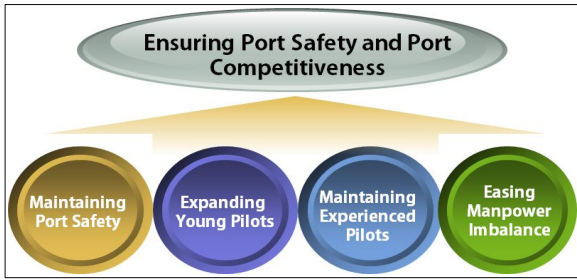 Ensuring Port Safety and Port
Competitiveness
Maintaining
Port Safety
Expanding
Young Pilots
Maintaining
Experienced
Pilots
Easing
Manpower
Imbalance